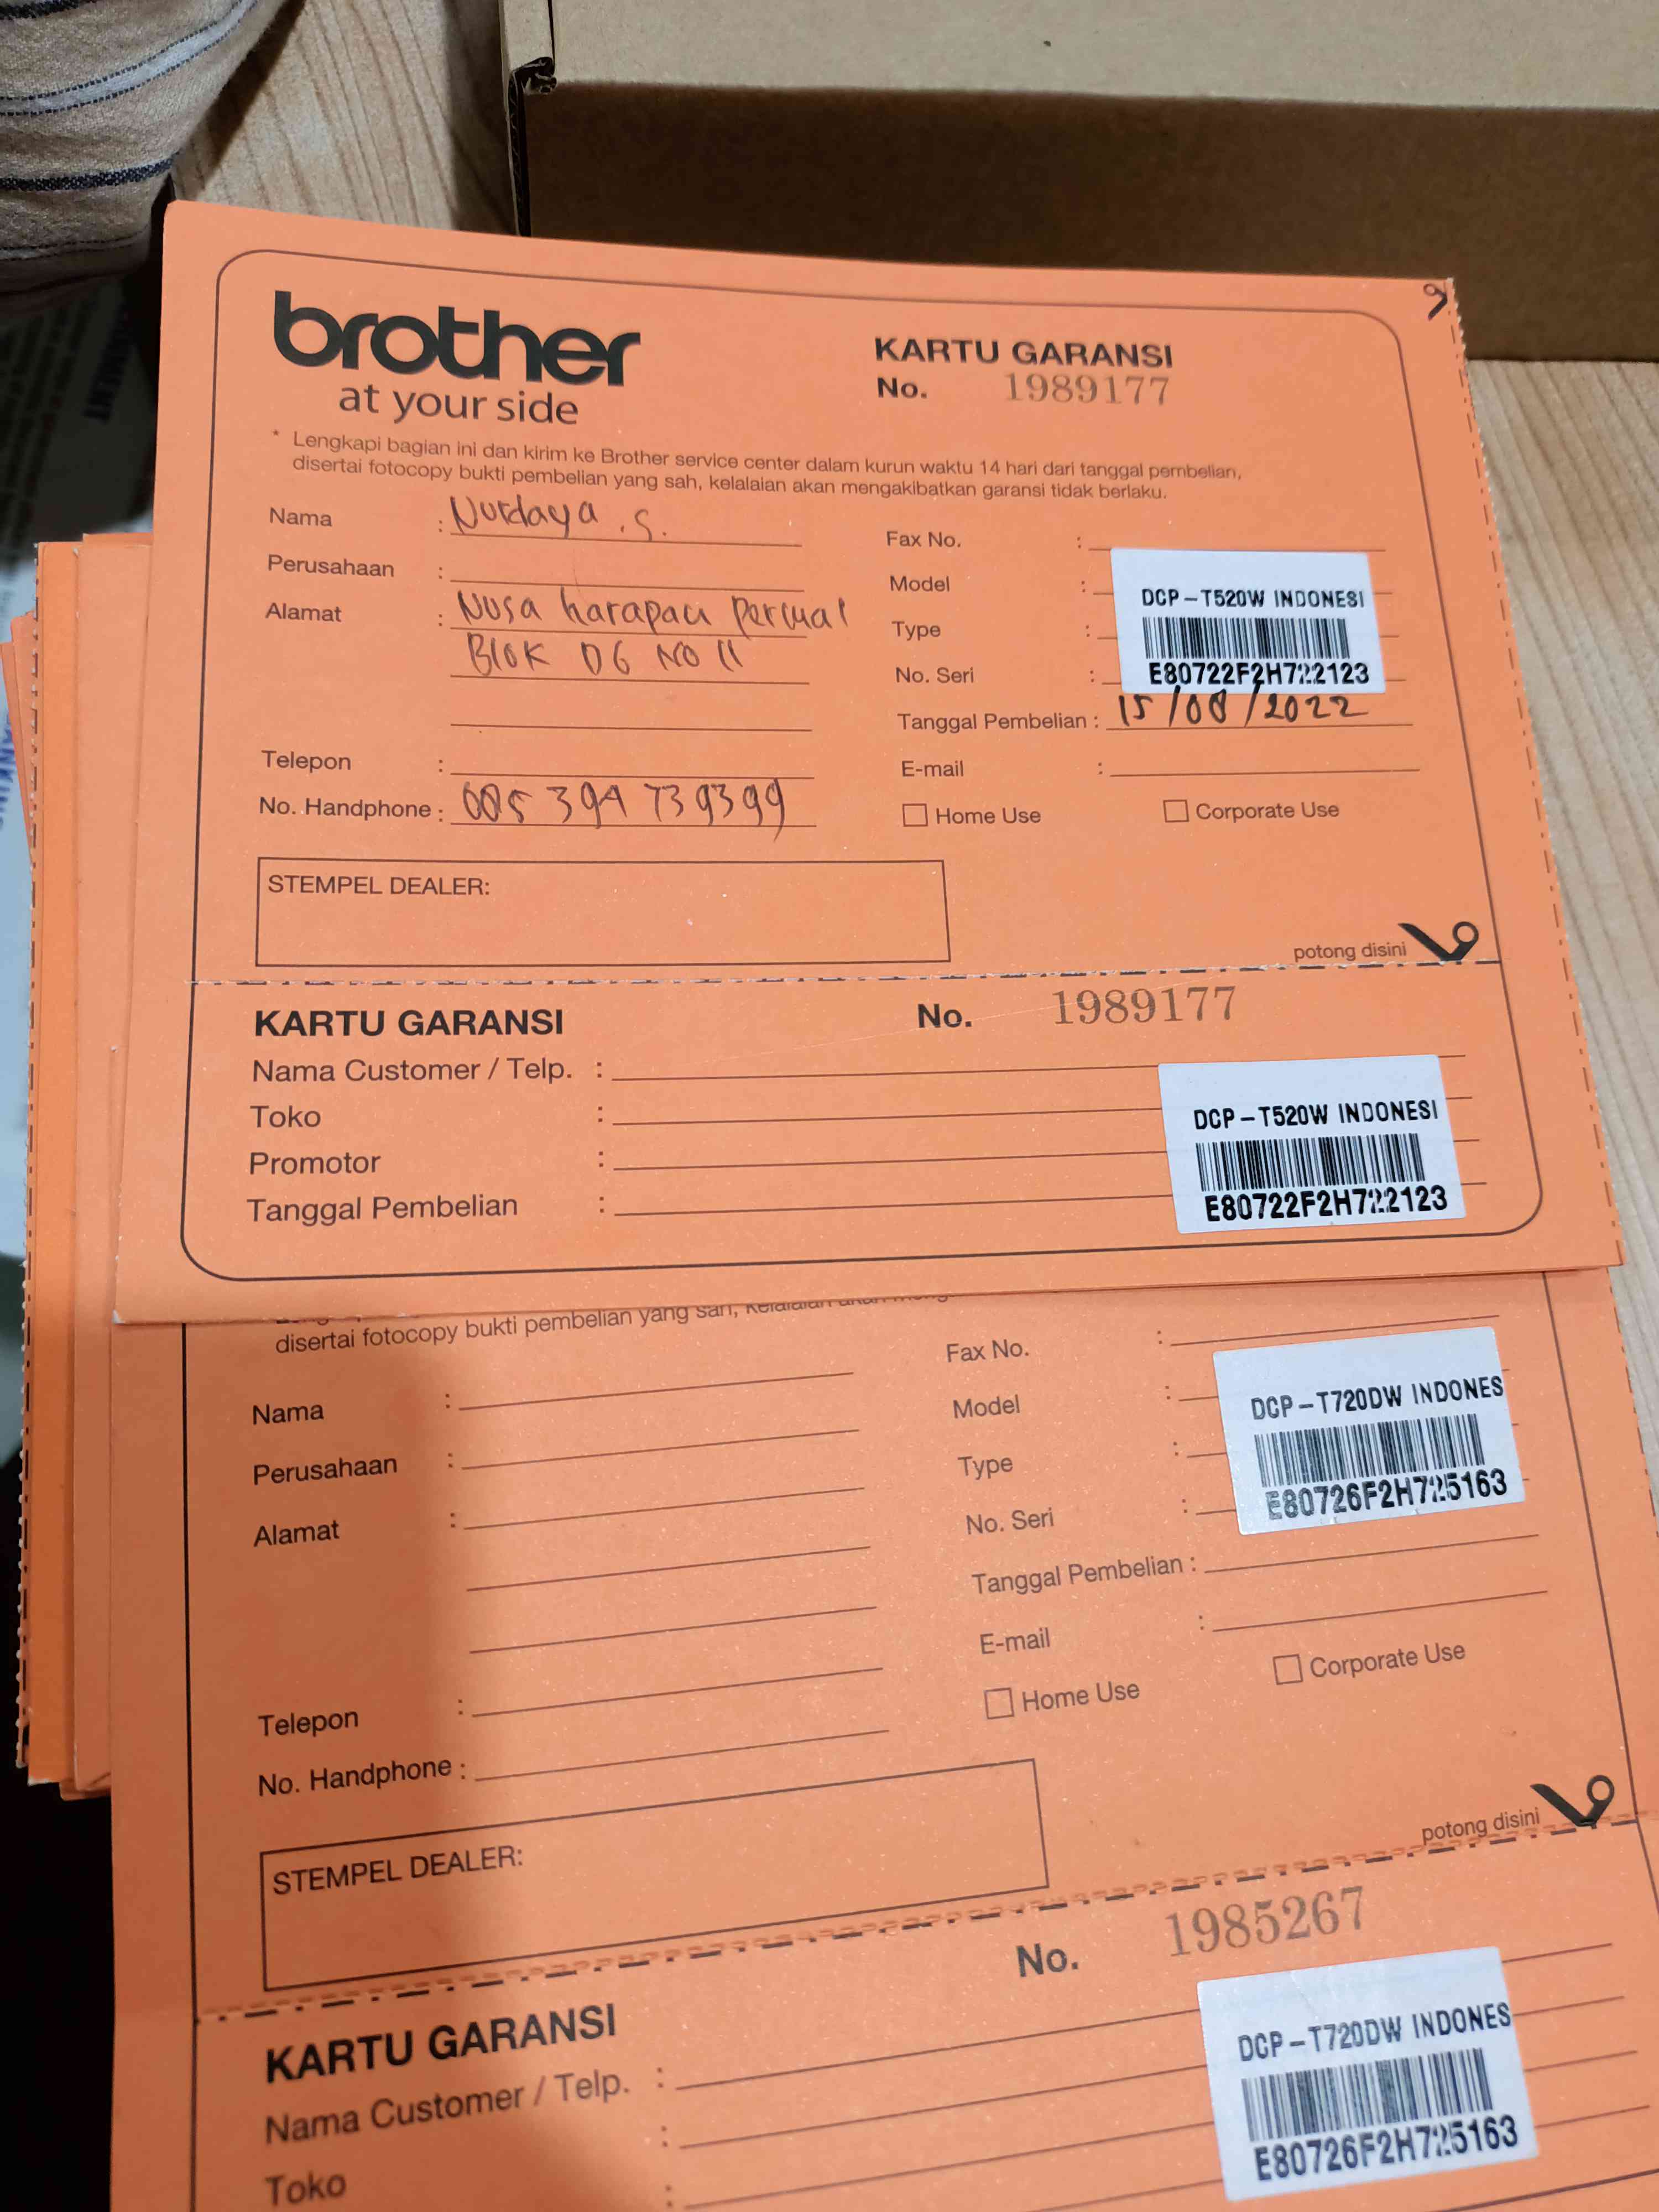 brother
at your side
KARTU GARANSI
No. 1989177
* Lengkapi bagian ini dan kirim ke Brother service center dalam kurun waktu 14 hari dari tanggal pembelian,
disertai fotocopy bukti pembelian yang sah, kelalaian akan mengakibatkan garansi tidak berlaku.
Nama : Nurdaya .S.
Perusahaan :
Alamat : Nusa harapan Permai
Blok D6 NO 11
Telepon :
No. Handphone : 085 394 739399
Fax No. :
Model :
DCP-T520W INDONESI
Type :
No. Seri :
E80722F2H722123
Tanggal Pembelian : 15/08/2022
E-mail :
Home Use
Corporate Use
STEMPEL DEALER:
potong disini
KARTU GARANSI
No. 1989177
Nama Customer / Telp. :
Toko :
Promotor :
Tanggal Pembelian :
DCP-T520W INDONESI
E80722F2H722123
disertai fotocopy bukti pembelian yang sah,
Nama :
Perusahaan :
Alamat :
Telepon :
No. Handphone :
Fax No. :
Model :
DCP-T720DW INDONES
Type :
No. Seri :
E80726F2H725163
Tanggal Pembelian :
E-mail :
Home Use
Corporate Use
STEMPEL DEALER:
potong disini
KARTU GARANSI
No. 1985267
Nama Customer / Telp. :
Toko :
DCP-T720DW INDONES
E80726F2H725163